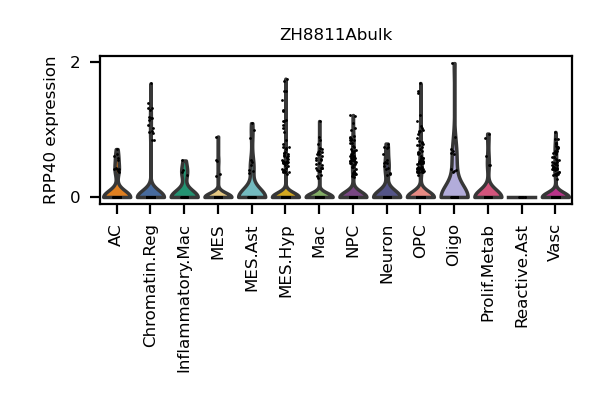 ZH8811Abulk
RPP40 expression
2
0
AC
Chromatin.Reg
Inflammatory.Mac
MES
MES.Ast
MES.Hyp
Mac
NPC
Neuron
OPC
Oligo
Prolif.Metab
Reactive.Ast
Vasc